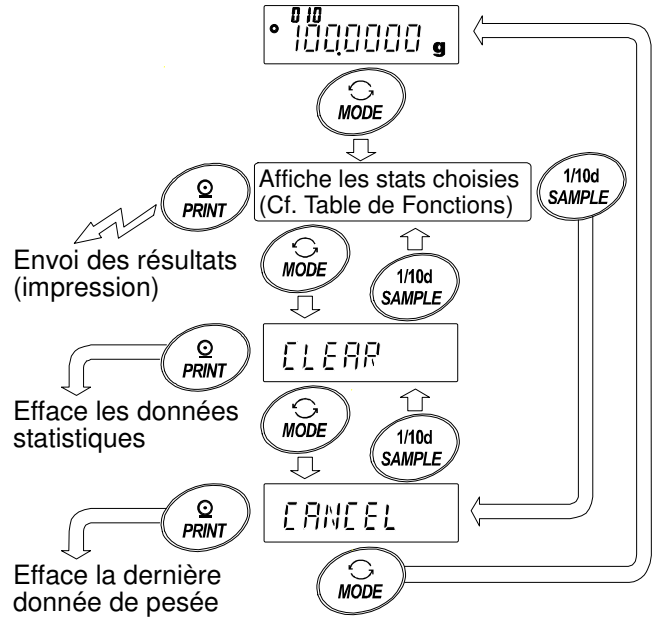 010
100.0000 g
MODE
PRINT
Affiche les stats choisies
(Cf. Table de Fonctions)
1/10d
SAMPLE
Envoi des résultats
(impression)
MODE
1/10d
SAMPLE
PRINT
CLEAR
Efface les données
statistiques
MODE
1/10d
SAMPLE
PRINT
CANCEL
Efface la dernière
donnée de pesée
MODE